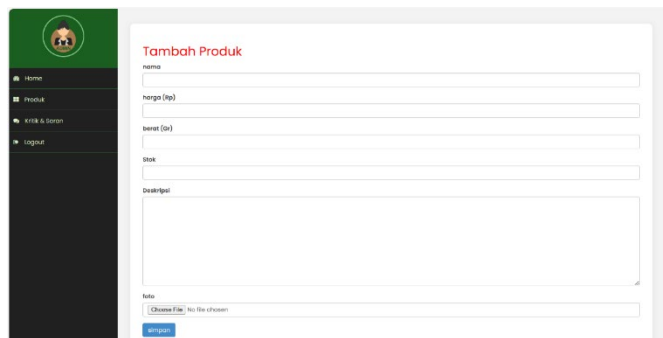 Home
Produk
Kritik & Saran
Logout
Tambah Produk
nama
harga (Rp)
berat (Gr)
Stok
Deskripsi
foto
Choose File No file chosen
simpan